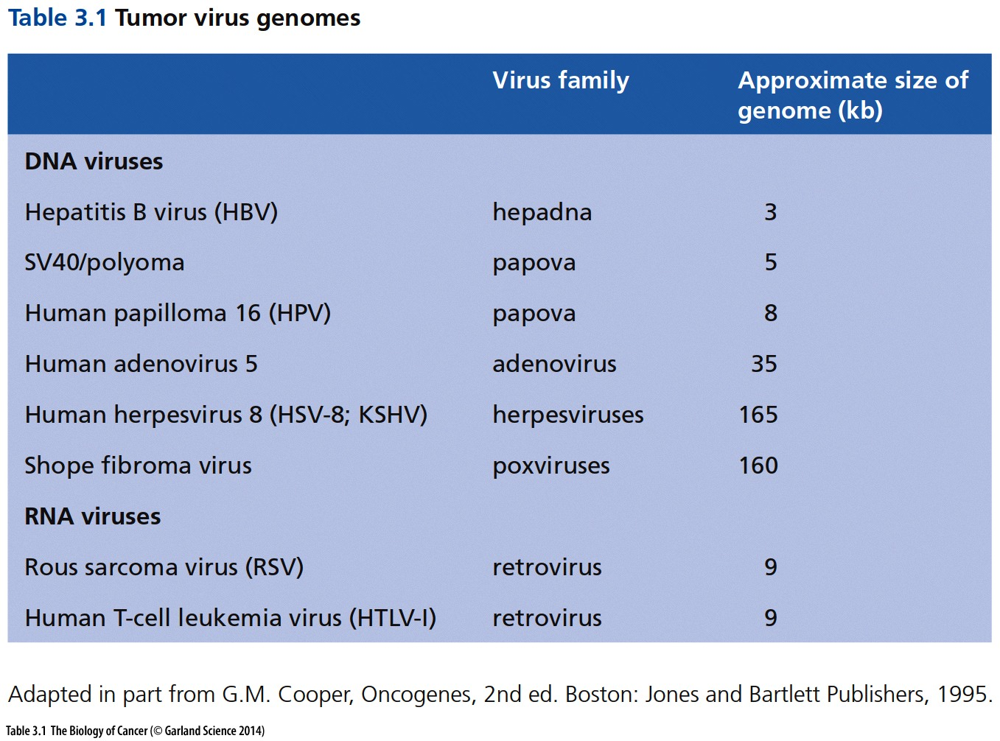 Table 3.1 Tumor virus genomes
Virus family Approximate size of
genome (kb)
DNA viruses
Hepatitis B virus (HBV) hepadna 3
SV40/polyoma papova 5
Human papilloma 16 (HPV) papova 8
Human adenovirus 5 adenovirus 35
Human herpesvirus 8 (HSV-8; KSHV) herpesviruses 165
Shope fibroma virus poxviruses 160
RNA viruses
Rous sarcoma virus (RSV) retrovirus 9
Human T-cell leukemia virus (HTLV-I) retrovirus 9
Adapted in part from G.M. Cooper, Oncogenes, 2nd ed. Boston: Jones and Bartlett Publishers, 1995.
Table 3.1 The Biology of Cancer (© Garland Science 2014)